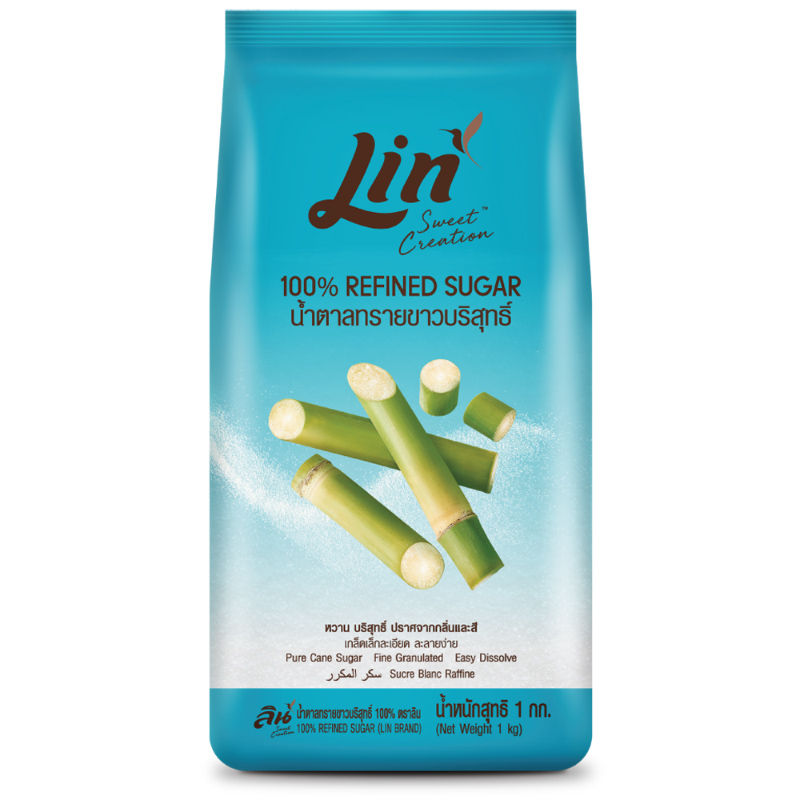 Lin
Sweet™
Creation
100% REFINED SUGAR
น้ำตาลทรายขาวบริสุทธิ์
หวาน บริสุทธิ์ ปราศจากกลิ่นและสี
เกล็ดเล็กละเอียด ละลายง่าย
Pure Cane Sugar Fine Granulated Easy Dissolve
سكر المكرر Sucre Blanc Raffine
ลิน น้ำตาลทรายขาวบริสุทธิ์ 100% ตราลิน น้ำหนักสุทธิ 1 กก.
Sweet Creation 100% REFINED SUGAR (LIN BRAND) (Net Weight 1 kg)